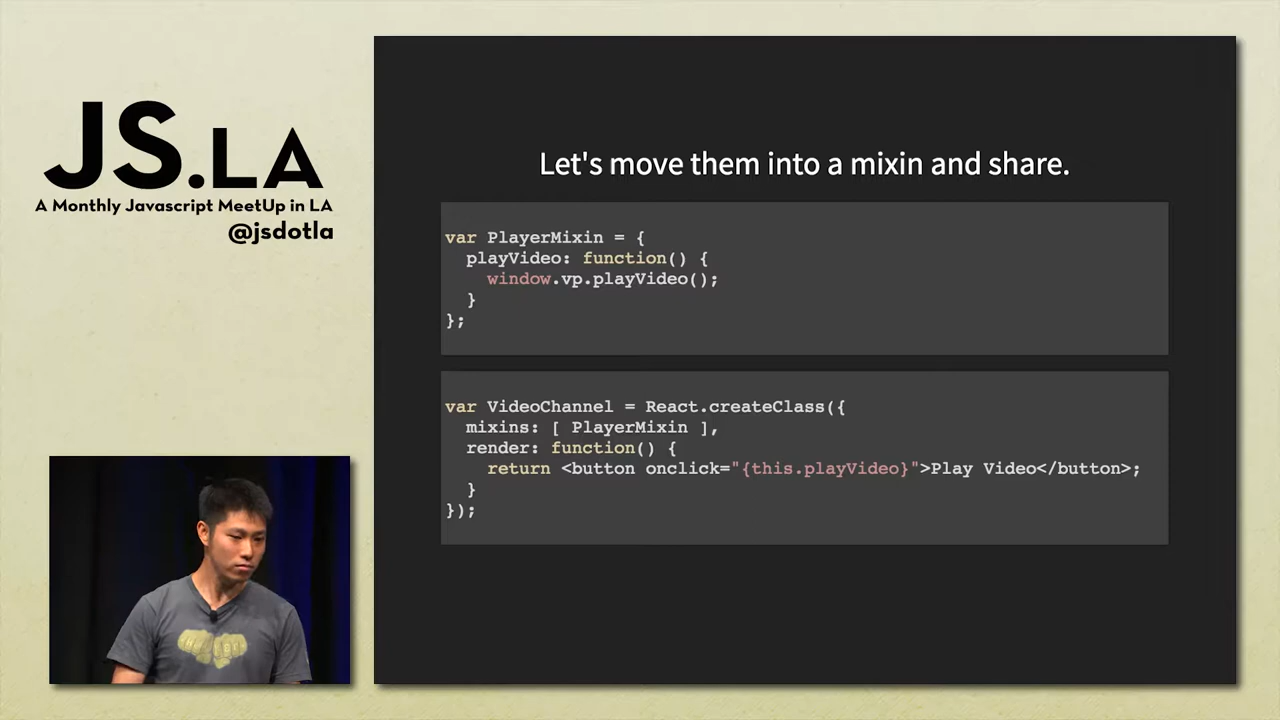 JS.LA
A Monthly Javascript MeetUp in LA
@jsdotla
Let's move them into a mixin and share.
var PlayerMixin = {
  playVideo: function() {
    window.vp.playVideo();
  }
};
var VideoChannel = React.createClass({
  mixins: [ PlayerMixin ],
  render: function() {
    return <button onclick="{this.playVideo}">Play Video</button>;
  }
});